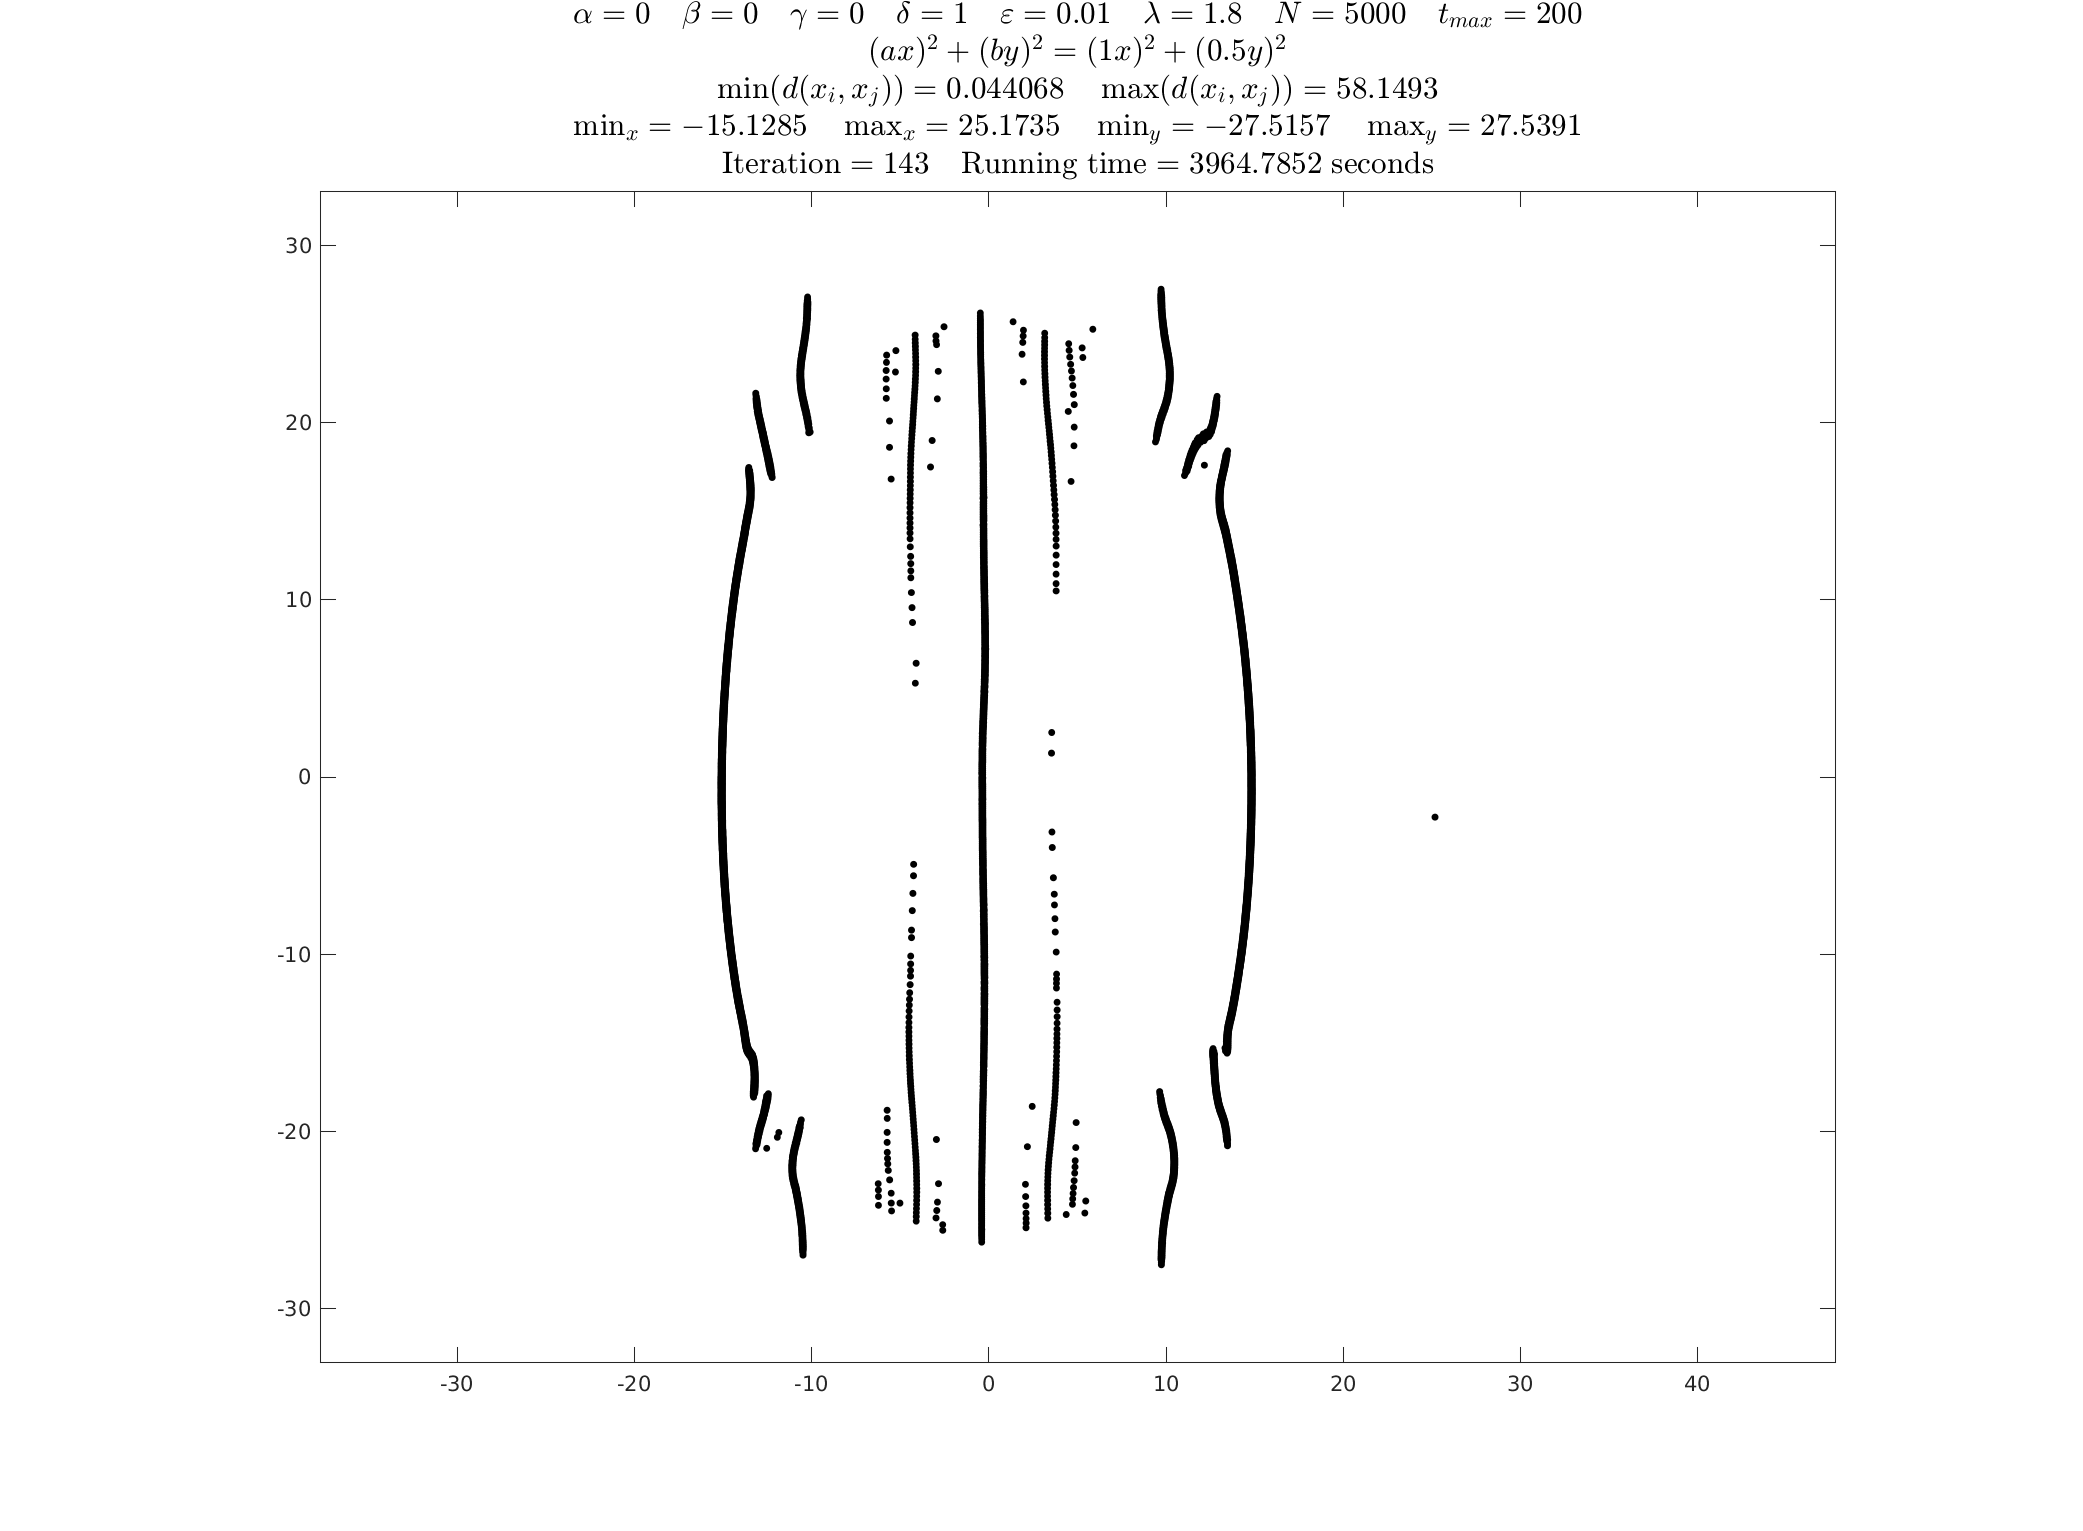 α = 0 β = 0 γ = 0 δ = 1 ε = 0.01 λ = 1.8 N = 5000 t_max = 200
(ax)² + (by)² = (1x)² + (0.5y)²
min(d(x_i, x_j)) = 0.044068 max(d(x_i, x_j)) = 58.1493
min_x = −15.1285 max_x = 25.1735 min_y = −27.5157 max_y = 27.5391
Iteration = 143 Running time = 3964.7852 seconds
30
20
10
0
-10
-20
-30
-30 -20 -10 0 10 20 30 40